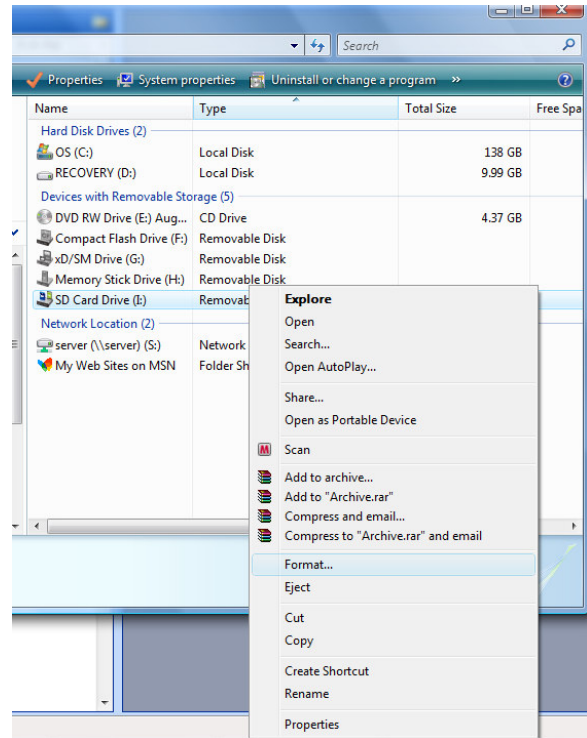 Search
Properties System properties Uninstall or change a program »
Name Type Total Size Free Spa
Hard Disk Drives (2)
OS (C:) Local Disk 138 GB
RECOVERY (D:) Local Disk 9.99 GB
Devices with Removable Storage (5)
DVD RW Drive (E:) Aug... CD Drive 4.37 GB
Compact Flash Drive (F:) Removable Disk
xD/SM Drive (G:) Removable Disk
Memory Stick Drive (H:) Removable Disk
SD Card Drive (I:) Removab
Network Location (2)
server (\\server) (S:) Network
My Web Sites on MSN Folder Sh
Explore
Open
Search...
Open AutoPlay...
Share...
Open as Portable Device
M Scan
Add to archive...
Add to "Archive.rar"
Compress and email...
Compress to "Archive.rar" and email
Format...
Eject
Cut
Copy
Create Shortcut
Rename
Properties